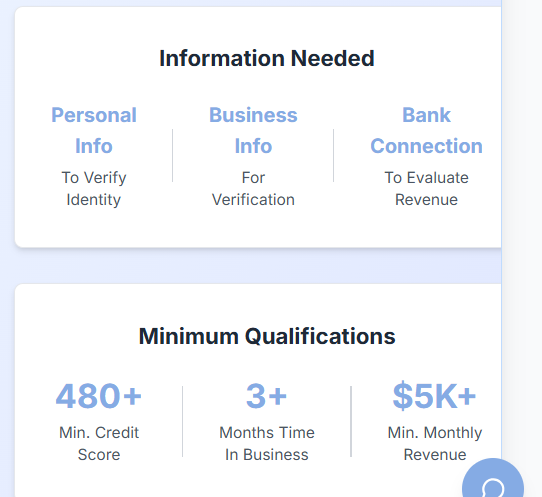 Information Needed
Personal Business Bank
Info Info Connection
To Verify For To Evaluate
Identity Verification Revenue
Minimum Qualifications
480+ 3+ $5K+
Min. Credit Months Time Min. Monthly
Score In Business Revenue